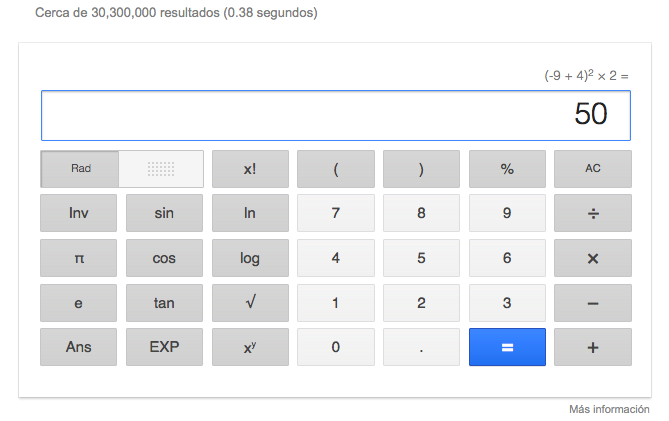 Cerca de 30,300,000 resultados (0.38 segundos)
(-9 + 4)² × 2 =
50
Rad x! ( ) % AC
Inv sin ln 7 8 9 ÷
π cos log 4 5 6 ×
e tan √ 1 2 3 −
Ans EXP xʸ 0 . = +
Más información